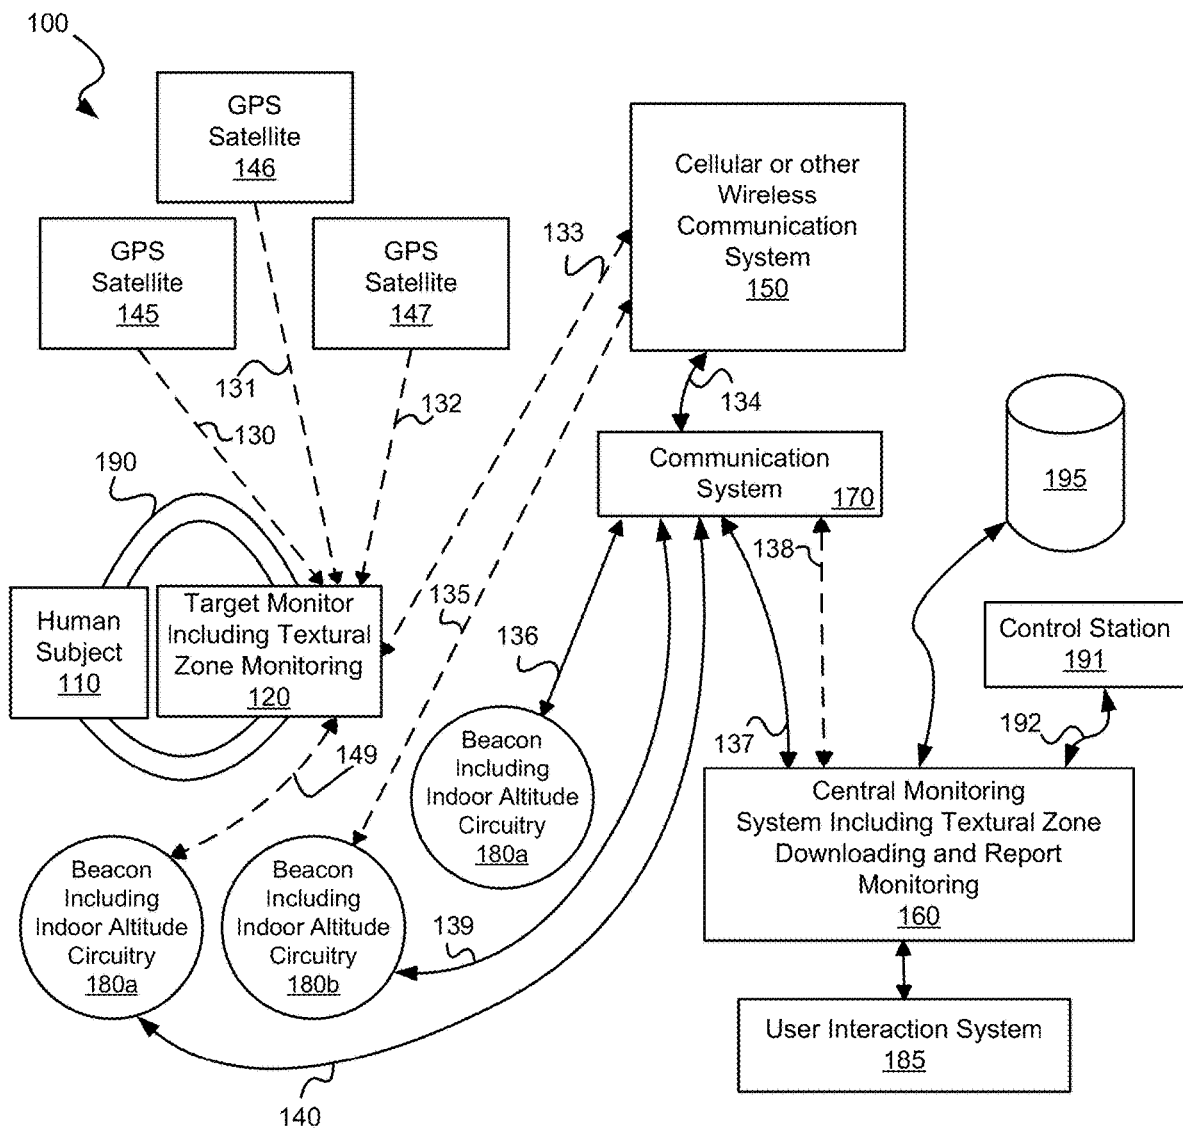 100
GPS
Satellite
146
GPS
Satellite
145
GPS
Satellite
147
133
Cellular or other
Wireless
Communication
System
150
131
130
132
134
190
Communication
System
170
195
138
Human
Subject
110
Target Monitor
Including Textural
Zone Monitoring
120
135
136
Control Station
191
192
137
149
Beacon
Including
Indoor Altitude
Circuitry
180a
Central Monitoring
System Including Textural Zone
Downloading and Report
Monitoring
160
Beacon
Including
Indoor Altitude
Circuitry
180a
Beacon
Including
Indoor Altitude
Circuitry
180b
139
User Interaction System
185
140